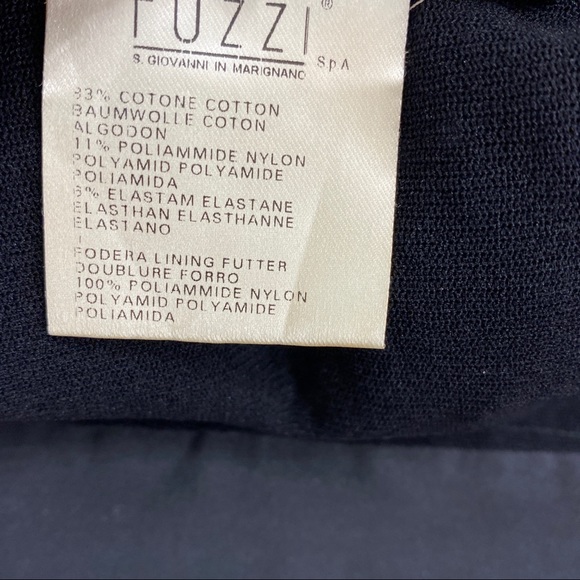 FUZZI®
S. GIOVANNI IN MARIGNANO SpA
83% COTONE COTTON
BAUMWOLLE COTON
ALGODON
11% POLIAMMIDE NYLON
POLYAMID POLYAMIDE
POLIAMIDA
6% ELASTAM ELASTANE
ELASTHAN ELASTHANNE
ELASTANO
FODERA LINING FUTTER
DOUBLURE FORRO
100% POLIAMMIDE NYLON
POLYAMID POLYAMIDE
POLIAMIDA